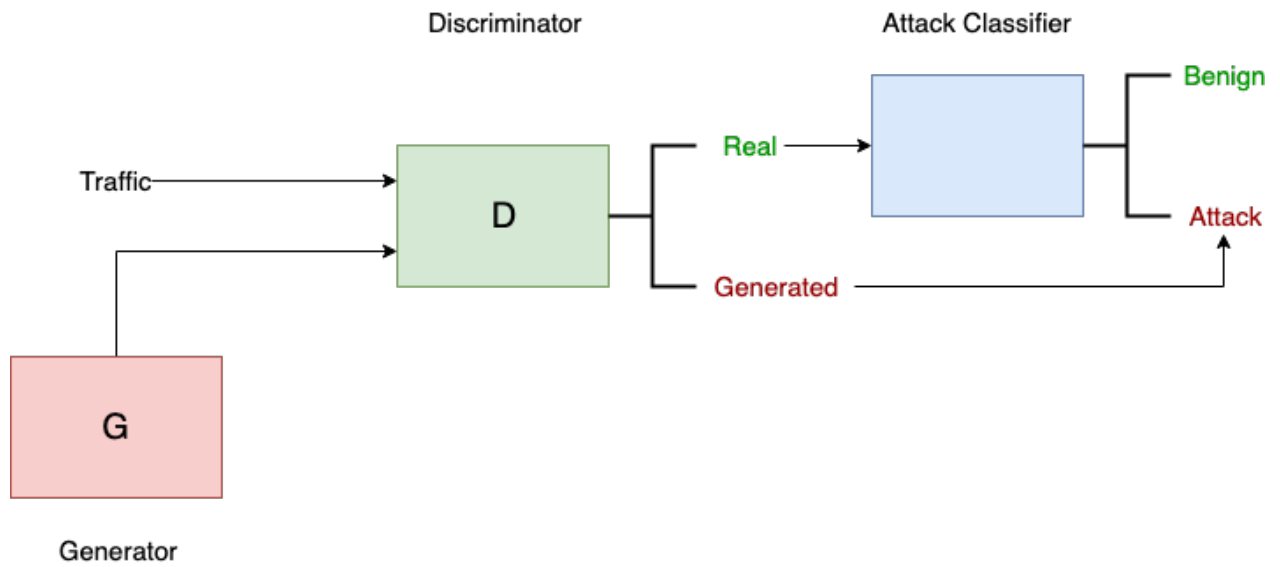 Discriminator
Attack Classifier
Benign
Real
Traffic
D
Attack
Generated
G
Generator